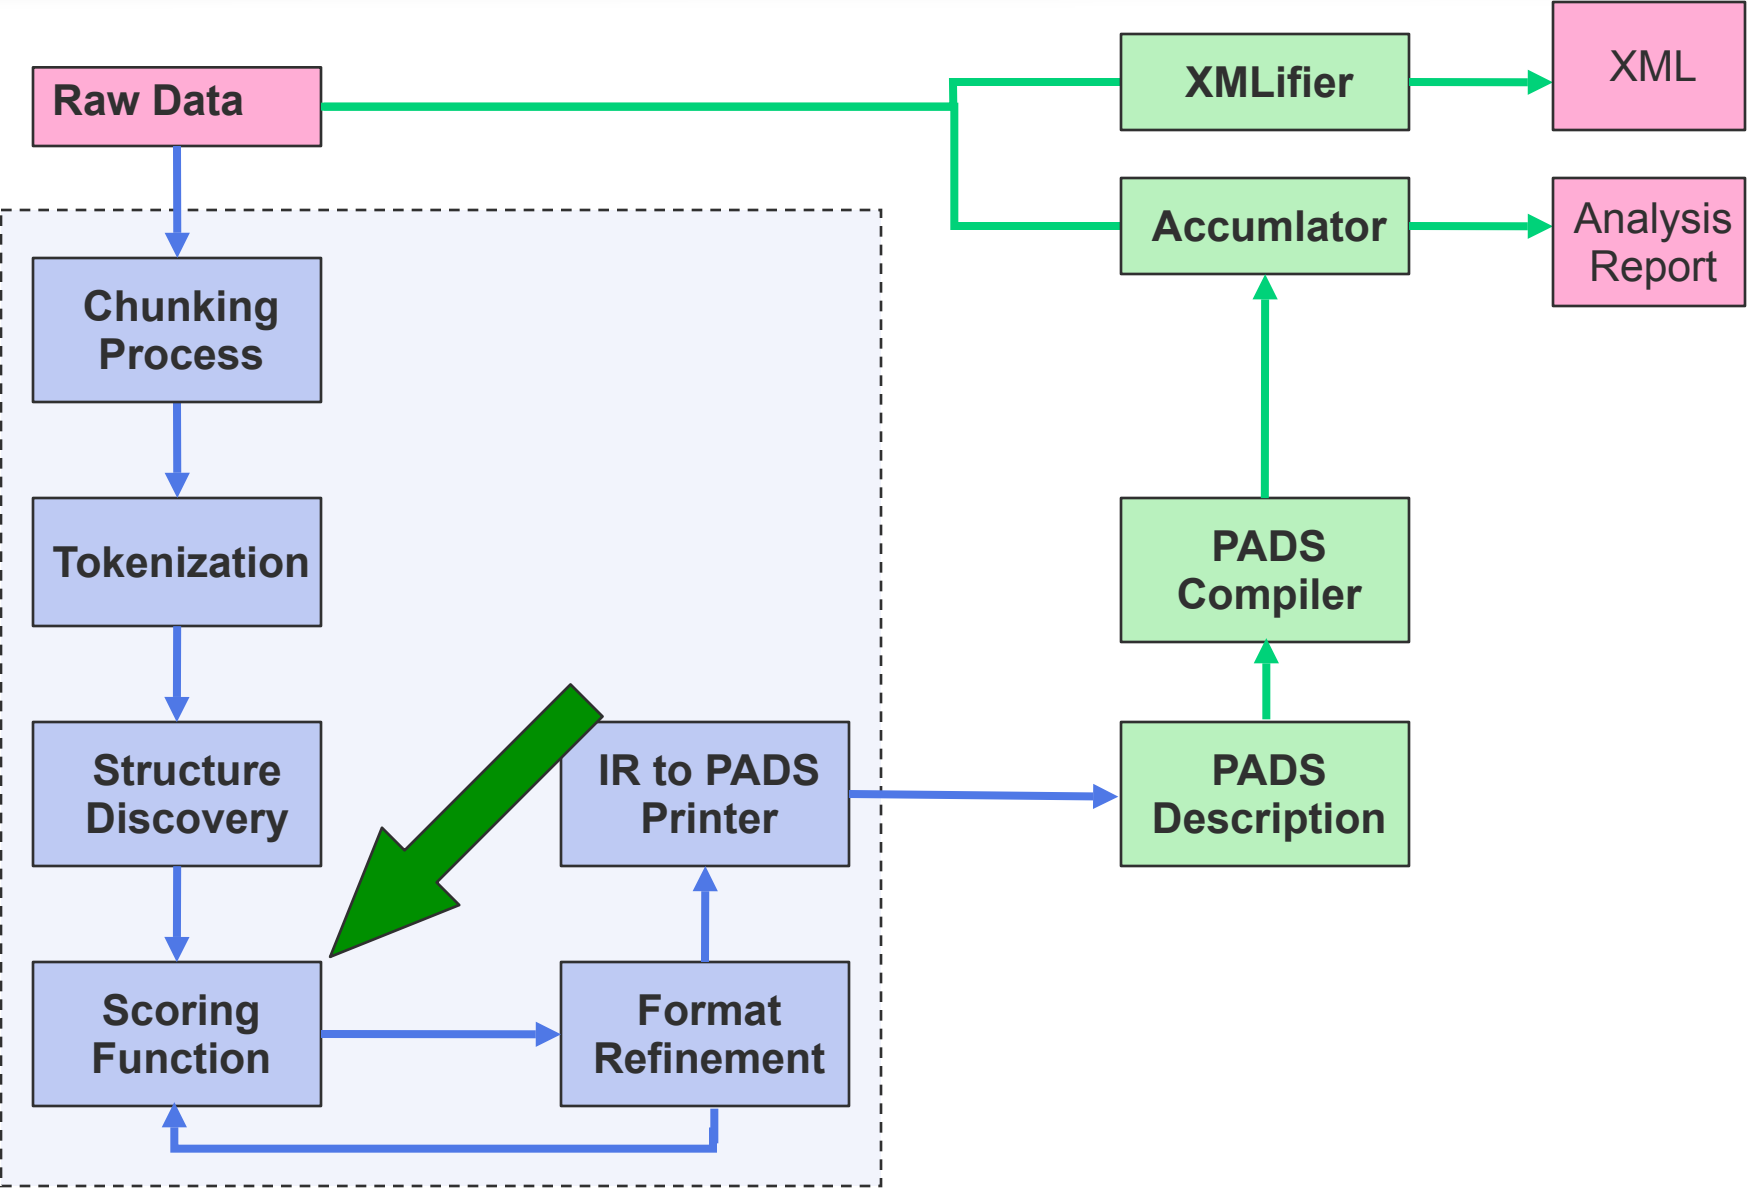 Raw Data
XMLifier
XML
Accumlator
Analysis
Report
Chunking
Process
Tokenization
PADS
Compiler
Structure
Discovery
IR to PADS
Printer
PADS
Description
Scoring
Function
Format
Refinement